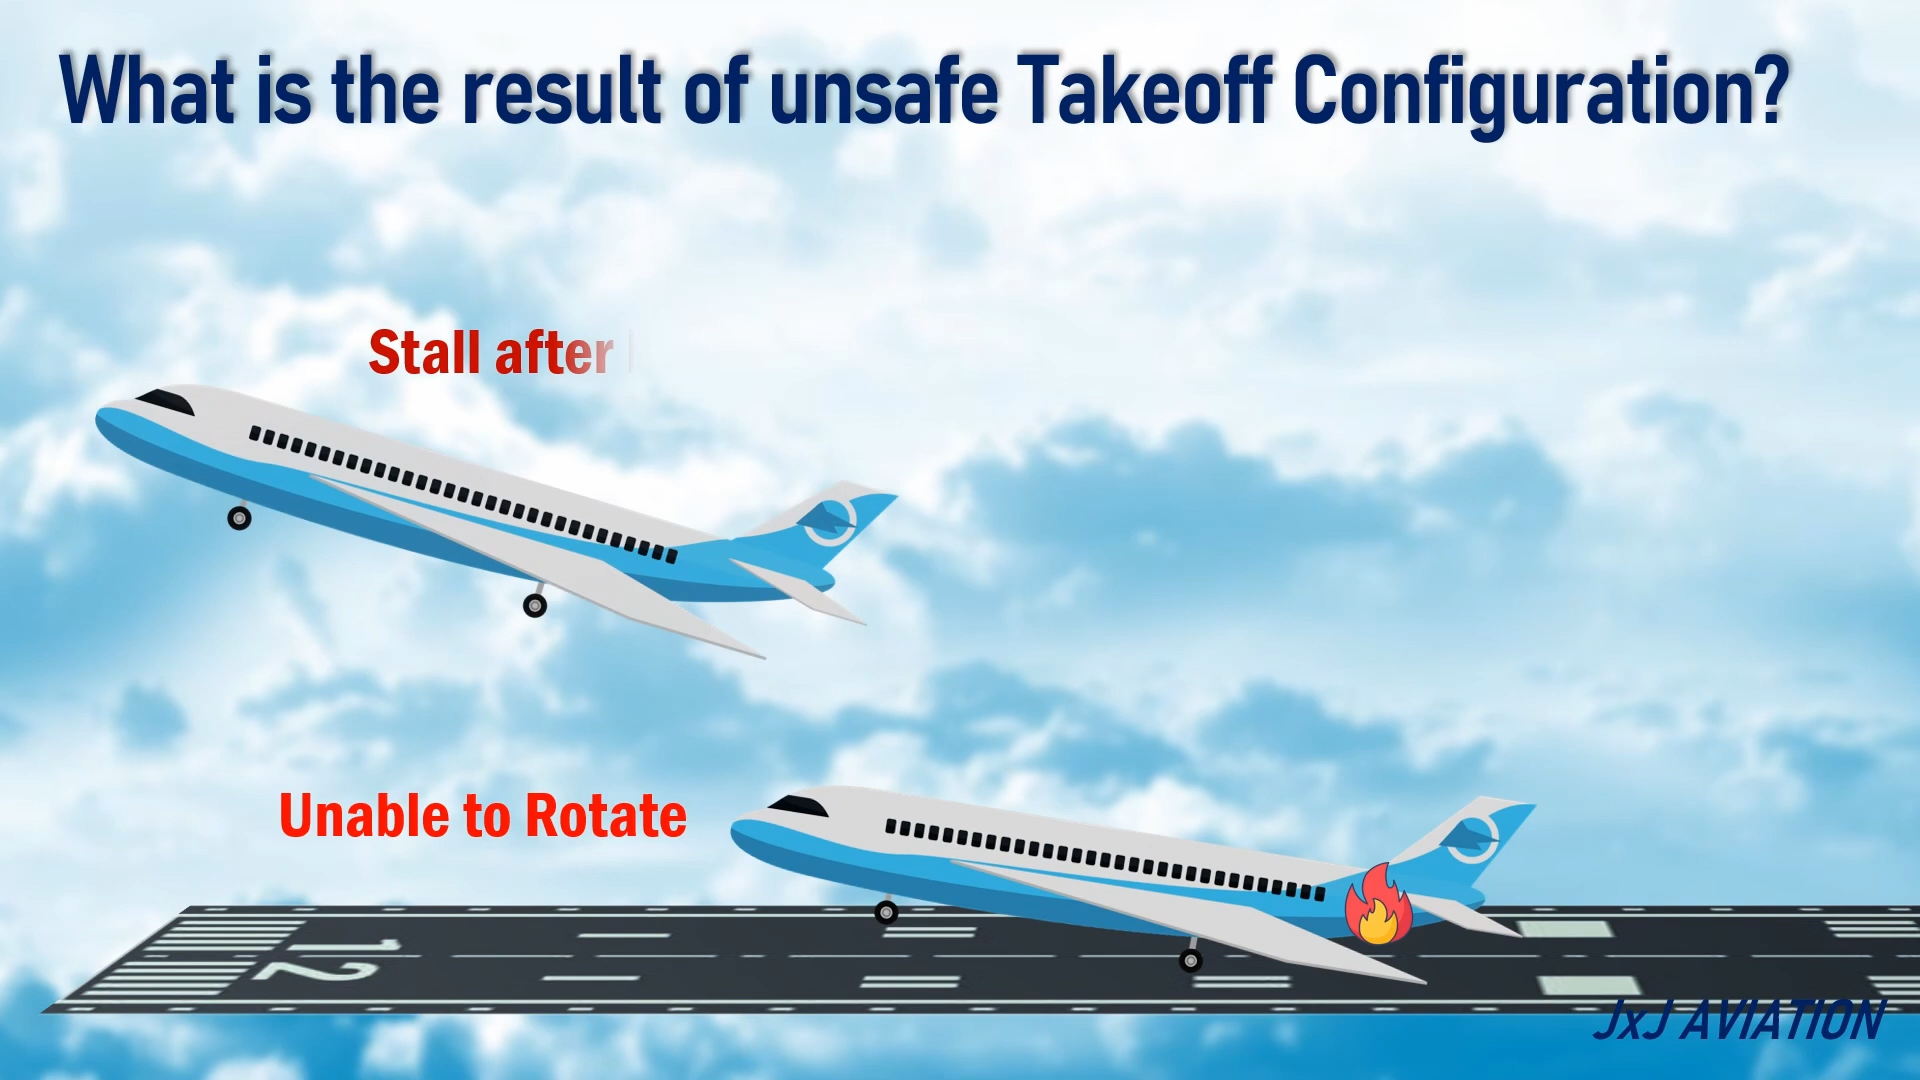 What is the result of unsafe Takeoff Configuration?
Stall after
Unable to Rotate
12
JxJ AVIATION